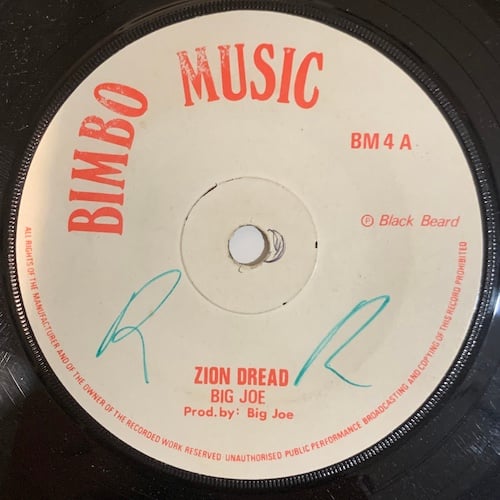 BIMBO MUSIC
BM 4 A
℗ Black Beard
R R
ZION DREAD
BIG JOE
Prod. by: Big Joe
ALL RIGHTS OF THE MANUFACTURER AND OF THE OWNER OF THE RECORDED WORK RESERVED UNAUTHORISED PUBLIC PERFORMANCE BROADCASTING AND COPYING OF THIS RECORD PROHIBITED